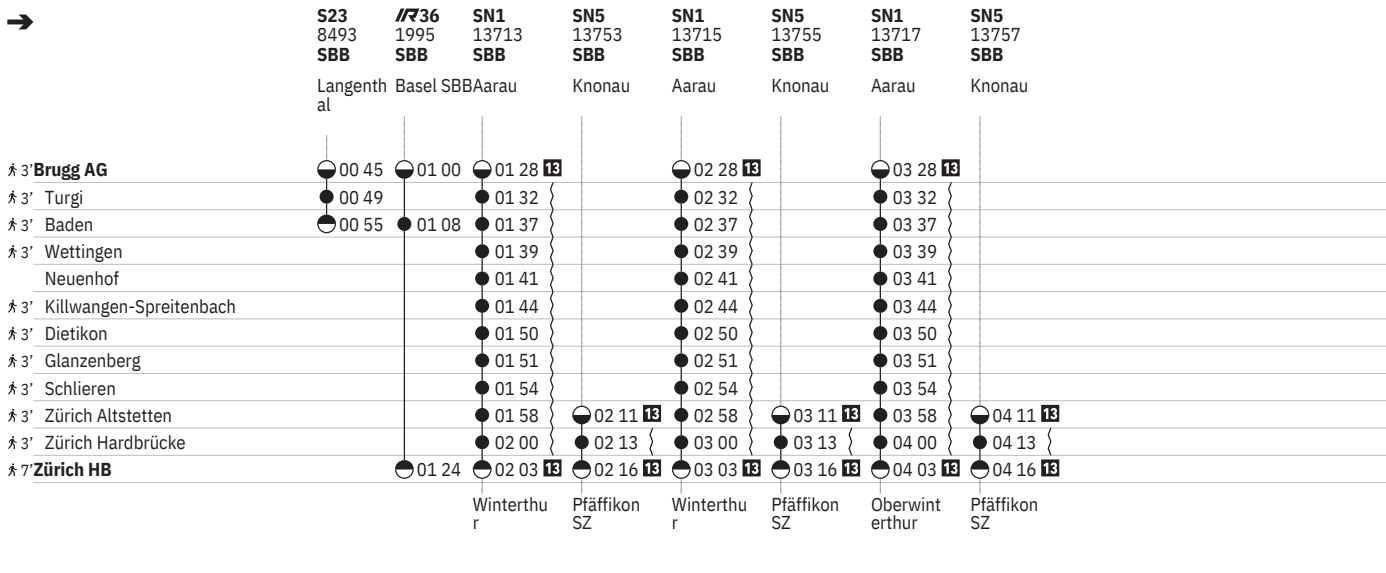 S23 IR36 SN1 SN5 SN1 SN5 SN1 SN5
8493 1995 13713 13753 13715 13755 13717 13757
SBB SBB SBB SBB SBB SBB SBB SBB
Langenth Basel SBB Aarau Knonau Aarau Knonau Aarau Knonau
al
3’ Brugg AG 00 45 01 00 01 28 13 02 28 13 03 28 13
3’ Turgi 00 49 01 32 02 32 03 32
3’ Baden 00 55 01 08 01 37 02 37 03 37
3’ Wettingen 01 39 02 39 03 39
Neuenhof 01 41 02 41 03 41
3’ Killwangen-Spreitenbach 01 44 02 44 03 44
3’ Dietikon 01 50 02 50 03 50
3’ Glanzenberg 01 51 02 51 03 51
3’ Schlieren 01 54 02 54 03 54
3’ Zürich Altstetten 01 58 02 11 13 02 58 03 11 13 03 58 04 11 13
3’ Zürich Hardbrücke 02 00 02 13 03 00 03 13 04 00 04 13
7’ Zürich HB 01 24 02 03 13 02 16 13 03 03 13 03 16 13 04 03 13 04 16 13
Winterthu Pfäffikon Winterthu Pfäffikon Oberwint Pfäffikon
r SZ r SZ erthur SZ